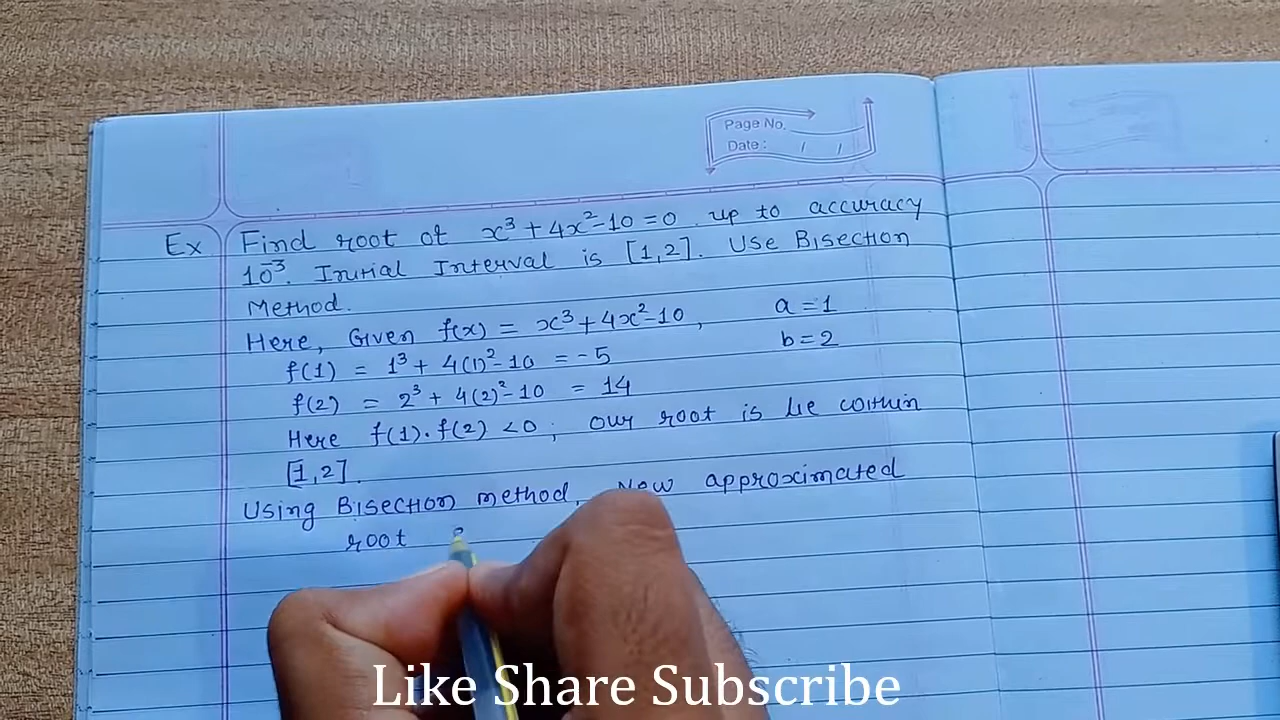 Page No.
Date : / /
Ex Find root of x³ + 4x² - 10 = 0 up to accuracy
10⁻³. Initial Interval is [1,2]. Use Bisection
Method.
Here, Given f(x) = x³ + 4x² - 10, a = 1
f(1) = 1³ + 4(1)² - 10 = -5 b = 2
f(2) = 2³ + 4(2)² - 10 = 14
Here f(1).f(2) < 0 ; our root is lie within
[1,2].
Using Bisection method, New approximated
root
Like Share Subscribe